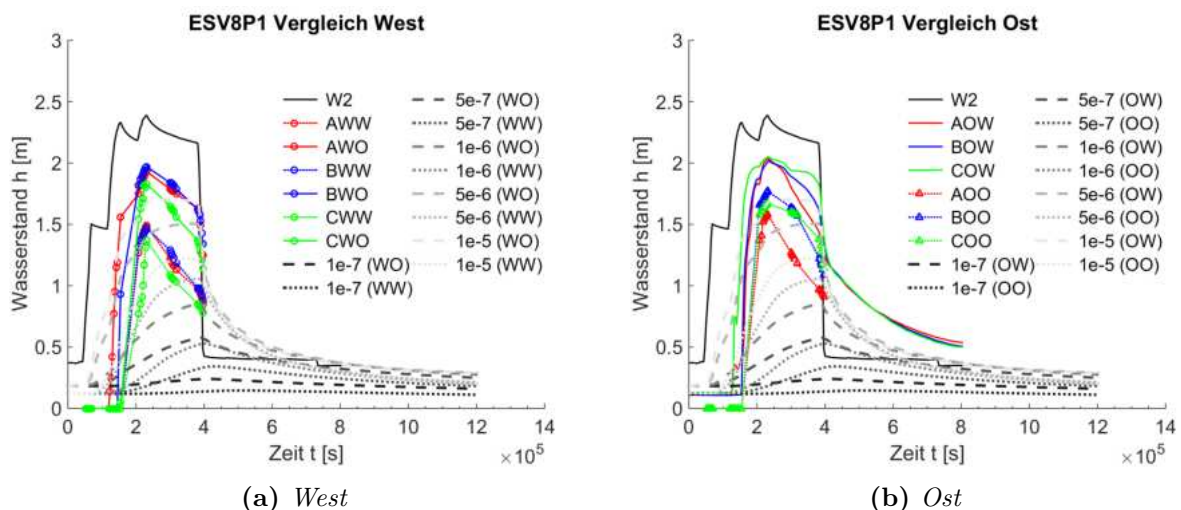 ESV8P1 Vergleich West
Wasserstand h [m]
3
2.5
2
1.5
1
0.5
0
W2
AWW
AWO
BWW
BWO
CWW
CWO
1e-7 (WO)
1e-7 (WW)
5e-7 (WO)
5e-7 (WW)
1e-6 (WO)
1e-6 (WW)
5e-6 (WO)
5e-6 (WW)
1e-5 (WO)
1e-5 (WW)
0 2 4 6 8 10 12 14
Zeit t [s]
×10⁵
(a) West
ESV8P1 Vergleich Ost
Wasserstand h [m]
3
2.5
2
1.5
1
0.5
0
W2
AOW
BOW
COW
AOO
BOO
COO
1e-7 (OW)
1e-7 (OO)
5e-7 (OW)
5e-7 (OO)
1e-6 (OW)
1e-6 (OO)
5e-6 (OW)
5e-6 (OO)
1e-5 (OW)
1e-5 (OO)
0 2 4 6 8 10 12 14
Zeit t [s]
×10⁵
(b) Ost